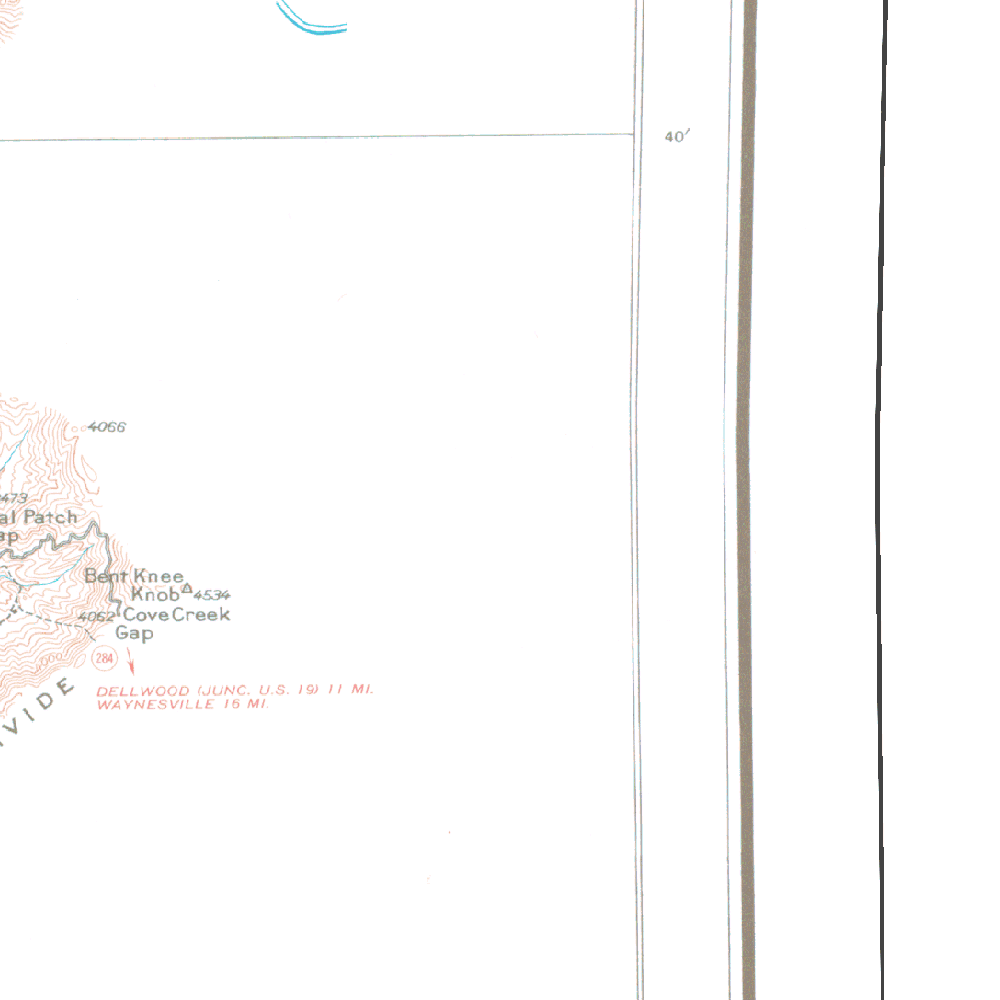 40′
4066
473
al Patch
ap
Bent Knee
Knob 4534
4062 Cove Creek
Gap
284
DELLWOOD (JUNC. U.S. 19) 11 MI.
WAYNESVILLE 16 MI.
VIDE